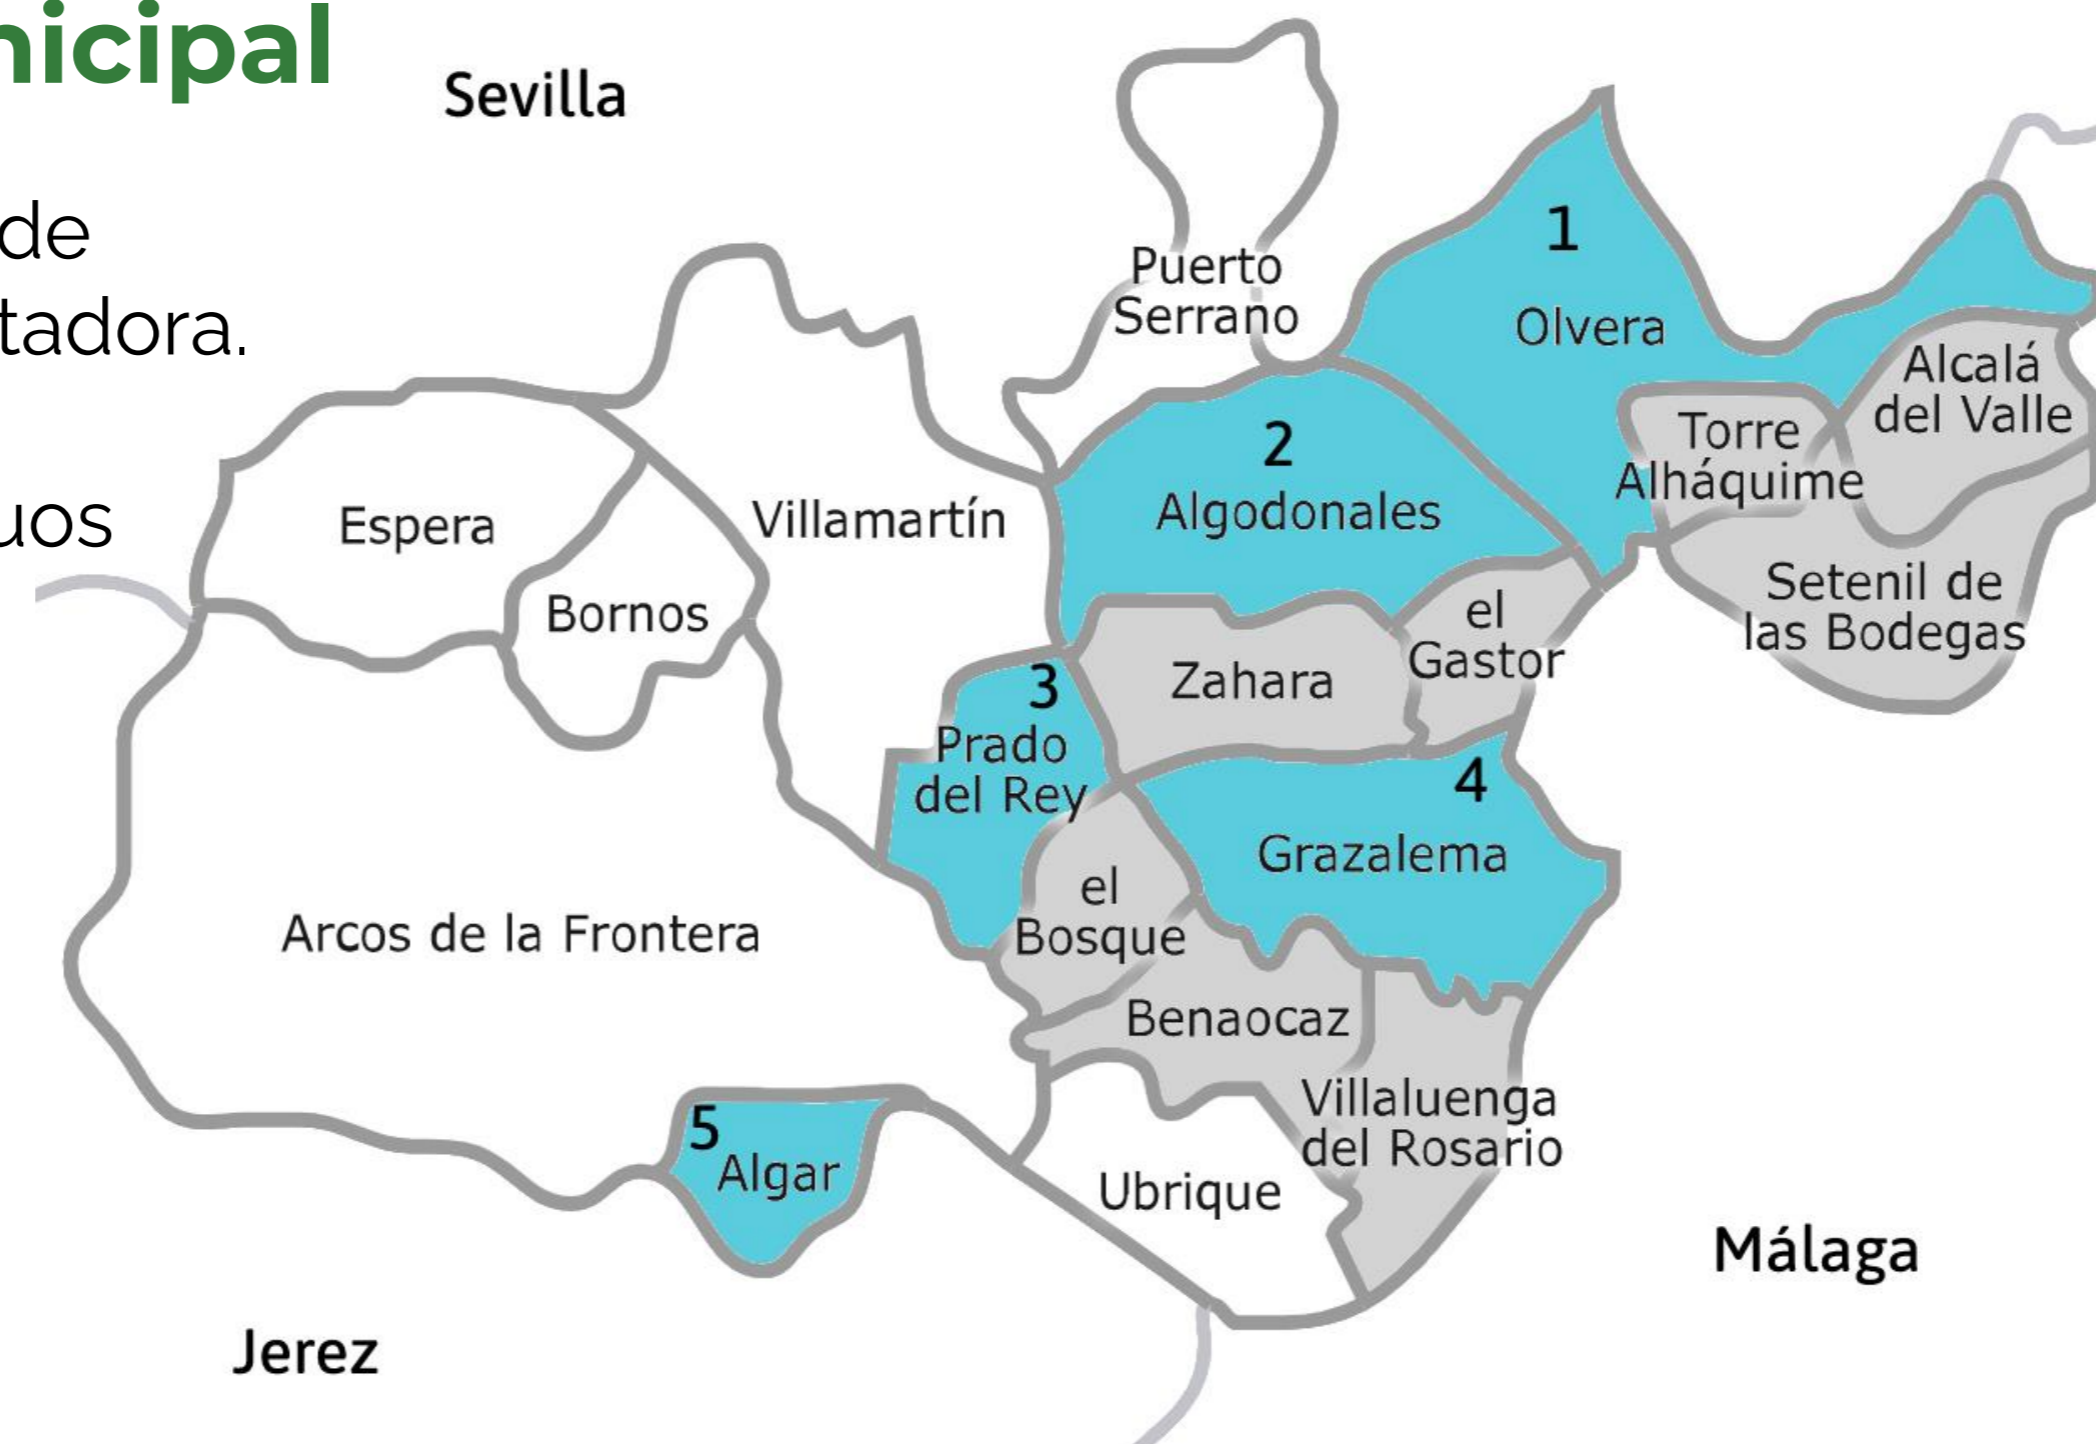 nicipal
de
tadora.
uos
Sevilla
Puerto
Serrano
1
Olvera
Alcalá
del Valle
Torre
Alháquime
2
Algodonales
Espera
Villamartín
Bornos
Setenil de
las Bodegas
el
Gastor
Zahara
3
Prado
del Rey
4
Grazalema
el
Bosque
Arcos de la Frontera
Benaocaz
Villaluenga
del Rosario
5
Algar
Ubrique
Málaga
Jerez